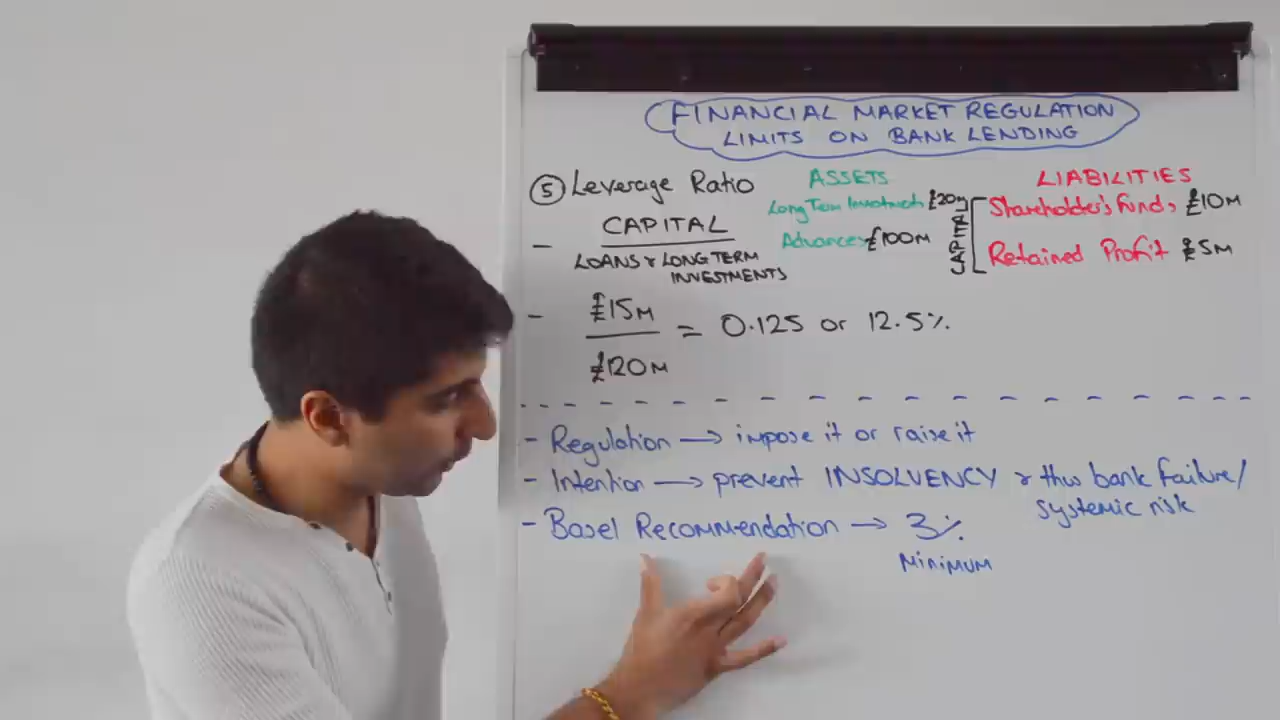 FINANCIAL MARKET REGULATION
LIMITS ON BANK LENDING
⑤ Leverage Ratio
- CAPITAL
LOANS & LONG TERM
INVESTMENTS
ASSETS
Long Term Investments £20M
Advances £100M
LIABILITIES
CAPITAL
Shareholder's Funds £10M
Retained Profit £5M
- £15M
£120M
= 0.125 or 12.5%
- Regulation → impose it or raise it
- Intention → prevent INSOLVENCY & thus bank failure/
systemic risk
- Basel Recommendation → 3%
MINIMUM